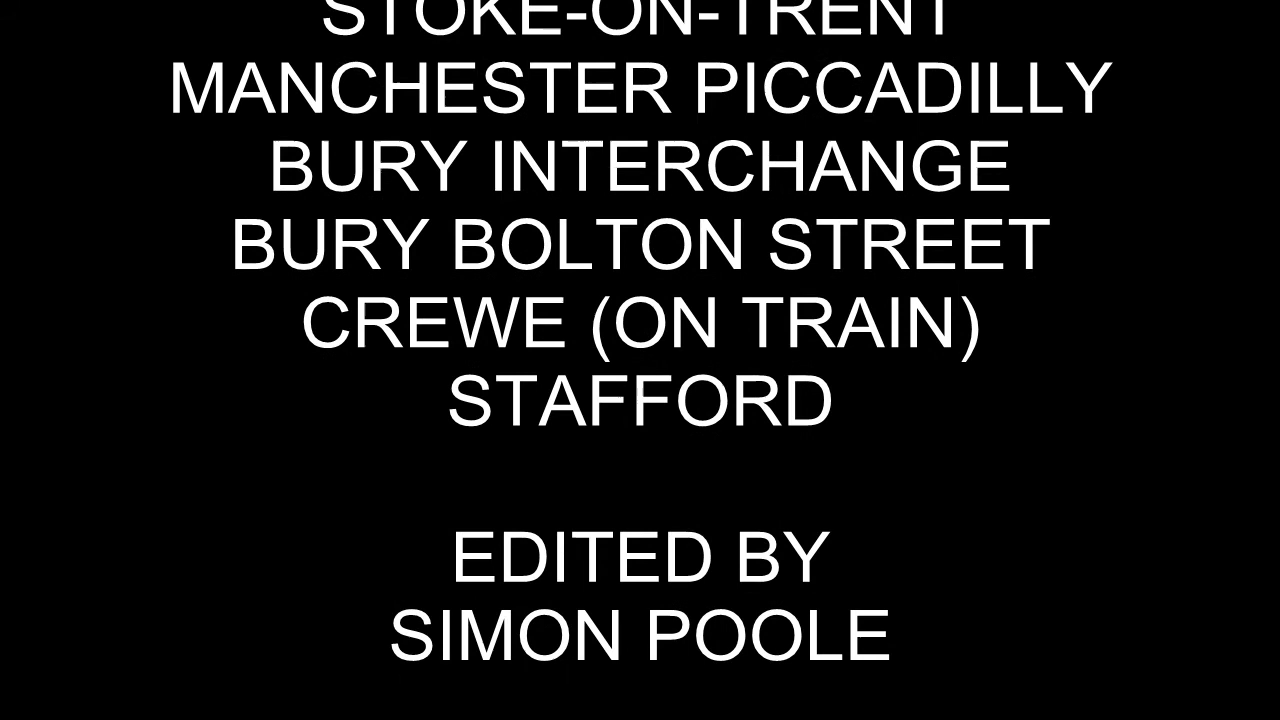 STOKE-ON-TRENT
MANCHESTER PICCADILLY
BURY INTERCHANGE
BURY BOLTON STREET
CREWE (ON TRAIN)
STAFFORD
EDITED BY
SIMON POOLE